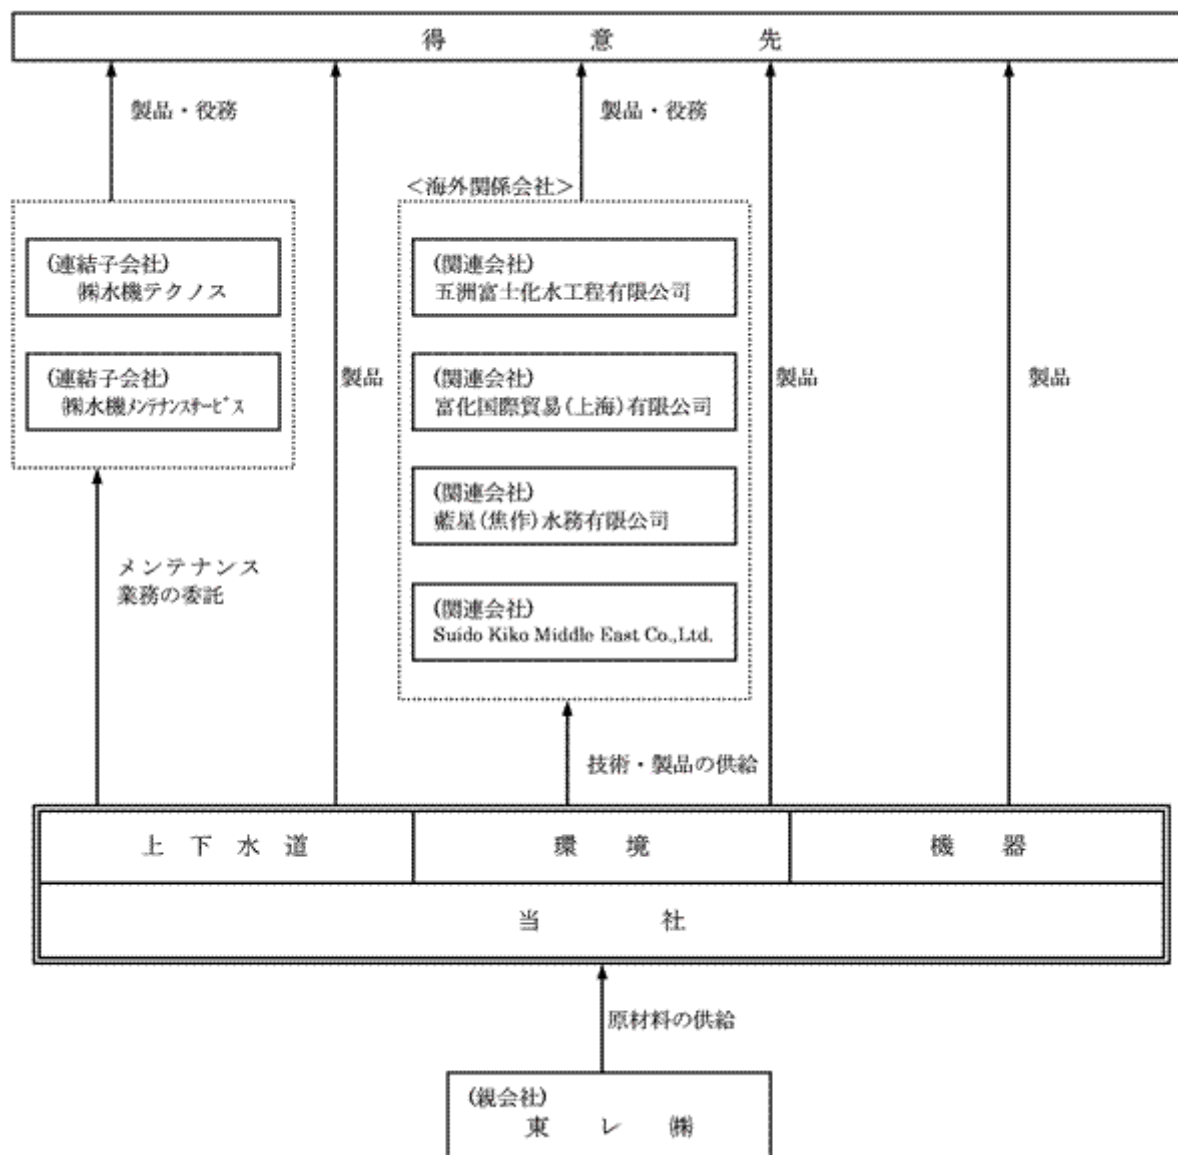 得意先
製品・役務
製品・役務
<海外関係会社>
(連結子会社)
㈱水機テクノス
(連結子会社)
㈱水機ﾒﾝﾃﾅﾝｽｻｰﾋﾞｽ
製品
(関連会社)
五洲富士化水工程有限公司
(関連会社)
富化国際貿易(上海)有限公司
(関連会社)
藍星(焦作)水務有限公司
(関連会社)
Suido Kiko Middle East Co.,Ltd.
製品
製品
メンテナンス
業務の委託
技術・製品の供給
上下水道
環境
機器
当社
原材料の供給
(親会社)
東レ㈱